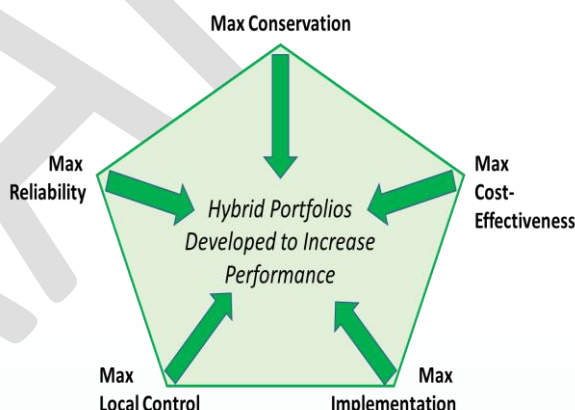 Max Conservation
Max
Reliability
Max
Cost-
Effectiveness
Hybrid Portfolios
Developed to Increase
Performance
Max
Local Control
Max
Implementation